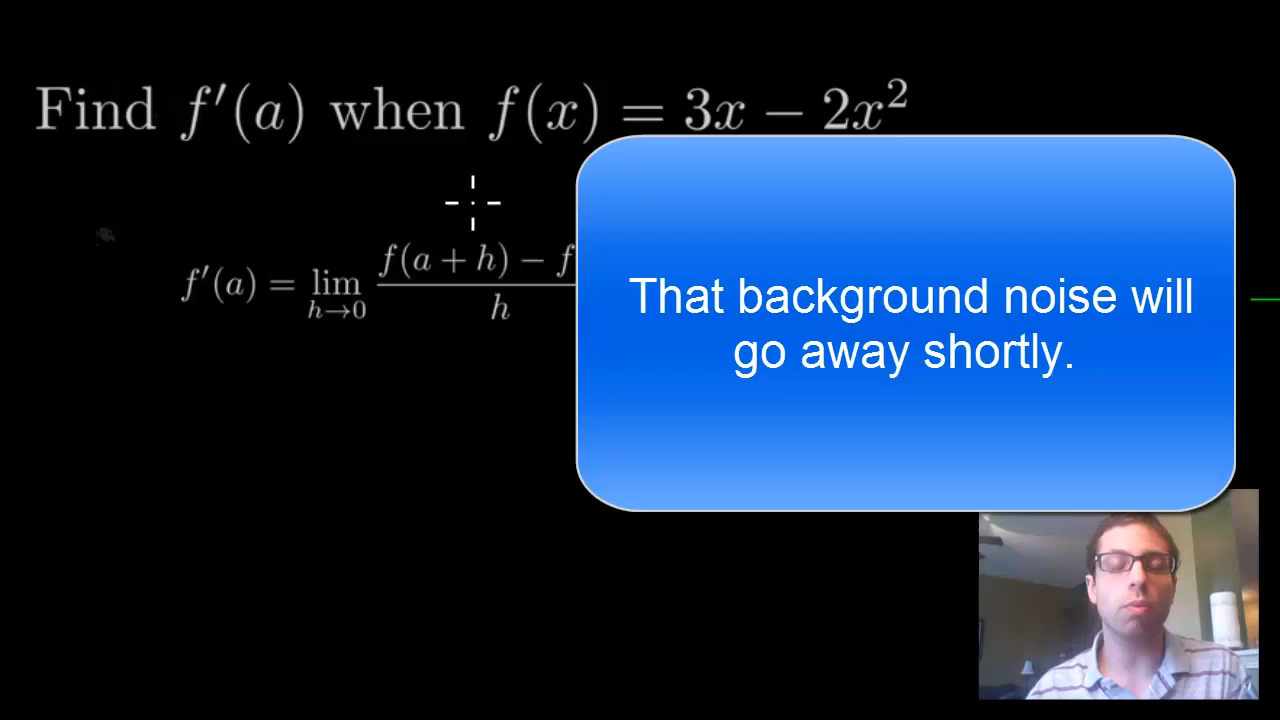 Find f′(a) when f(x) = 3x − 2x²
f′(a) = lim h→0 f(a + h) − f / h
That background noise will
go away shortly.